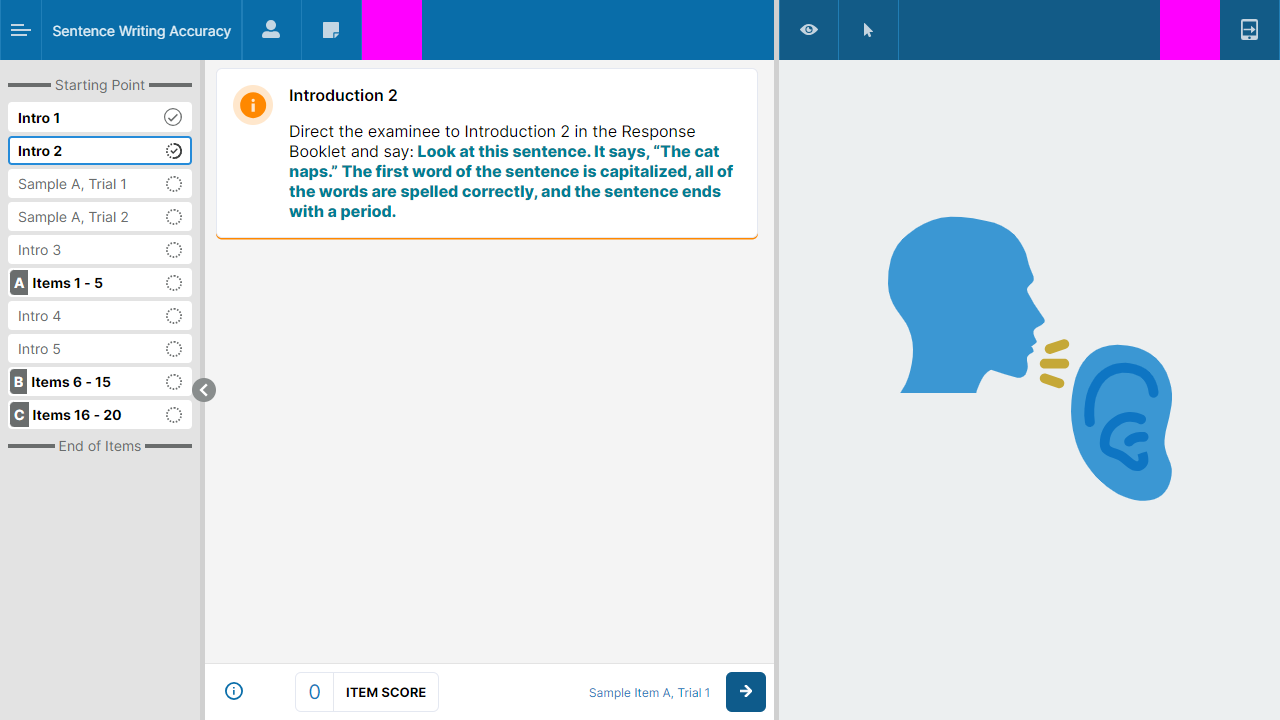 Sentence Writing Accuracy
Starting Point
Intro 1
Intro 2
Sample A, Trial 1
Sample A, Trial 2
Intro 3
A Items 1 - 5
Intro 4
Intro 5
B Items 6 - 15
C Items 16 - 20
End of Items
Introduction 2
Direct the examinee to Introduction 2 in the Response
Booklet and say: Look at this sentence. It says, “The cat
naps.” The first word of the sentence is capitalized, all of
the words are spelled correctly, and the sentence ends
with a period.
0 ITEM SCORE
Sample Item A, Trial 1